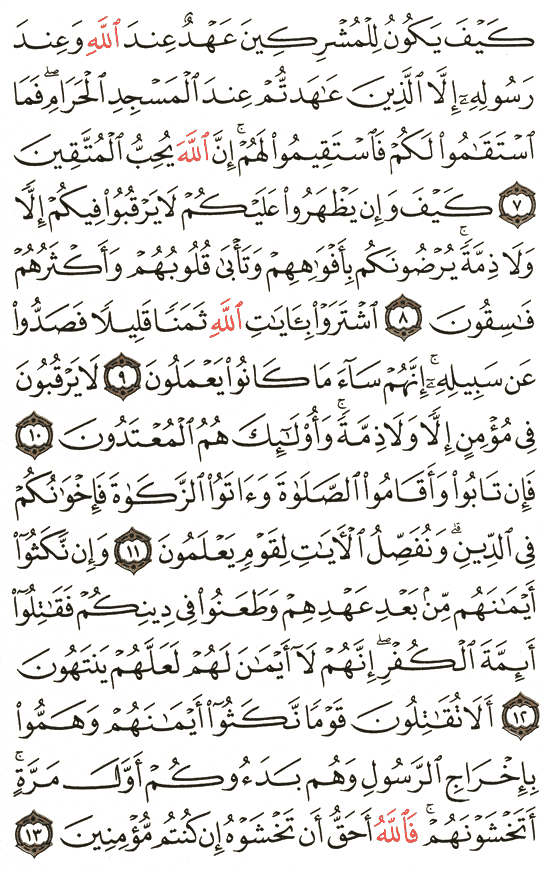 كَيْفَ يَكُونُ لِلْمُشْرِكِينَ عَهْدٌ عِندَ ٱللَّهِ وَعِندَ
رَسُولِهِۦٓ إِلَّا ٱلَّذِينَ عَٰهَدتُّمْ عِندَ ٱلْمَسْجِدِ ٱلْحَرَامِ ۖ فَمَا
ٱسْتَقَٰمُوا۟ لَكُمْ فَٱسْتَقِيمُوا۟ لَهُمْ ۚ إِنَّ ٱللَّهَ يُحِبُّ ٱلْمُتَّقِينَ
٧ كَيْفَ وَإِن يَظْهَرُوا۟ عَلَيْكُمْ لَا يَرْقُبُوا۟ فِيكُمْ إِلًّا
وَلَا ذِمَّةً ۚ يُرْضُونَكُم بِأَفْوَٰهِهِمْ وَتَأْبَىٰ قُلُوبُهُمْ وَأَكْثَرُهُمْ
فَٰسِقُونَ ٨ ٱشْتَرَوْا۟ بِـَٔايَٰتِ ٱللَّهِ ثَمَنًا قَلِيلًا فَصَدُّوا۟
عَن سَبِيلِهِۦٓ ۚ إِنَّهُمْ سَآءَ مَا كَانُوا۟ يَعْمَلُونَ ٩ لَا يَرْقُبُونَ
فِى مُؤْمِنٍ إِلًّا وَلَا ذِمَّةً ۚ وَأُو۟لَٰٓئِكَ هُمُ ٱلْمُعْتَدُونَ ١٠
فَإِن تَابُوا۟ وَأَقَامُوا۟ ٱلصَّلَوٰةَ وَءَاتَوُا۟ ٱلزَّكَوٰةَ فَإِخْوَٰنُكُمْ
فِى ٱلدِّينِ ۗ وَنُفَصِّلُ ٱلْـَٔايَٰتِ لِقَوْمٍ يَعْلَمُونَ ١١ وَإِن نَّكَثُوٓا۟
أَيْمَٰنَهُم مِّنۢ بَعْدِ عَهْدِهِمْ وَطَعَنُوا۟ فِى دِينِكُمْ فَقَٰتِلُوٓا۟
أَئِمَّةَ ٱلْكُفْرِ ۖ إِنَّهُمْ لَآ أَيْمَٰنَ لَهُمْ لَعَلَّهُمْ يَنتَهُونَ
١٢ أَلَا تُقَٰتِلُونَ قَوْمًا نَّكَثُوٓا۟ أَيْمَٰنَهُمْ وَهَمُّوا۟
بِإِخْرَاجِ ٱلرَّسُولِ وَهُم بَدَءُوكُمْ أَوَّلَ مَرَّةٍ ۚ
أَتَخْشَوْنَهُمْ ۚ فَٱللَّهُ أَحَقُّ أَن تَخْشَوْهُ إِن كُنتُم مُّؤْمِنِينَ ١٣